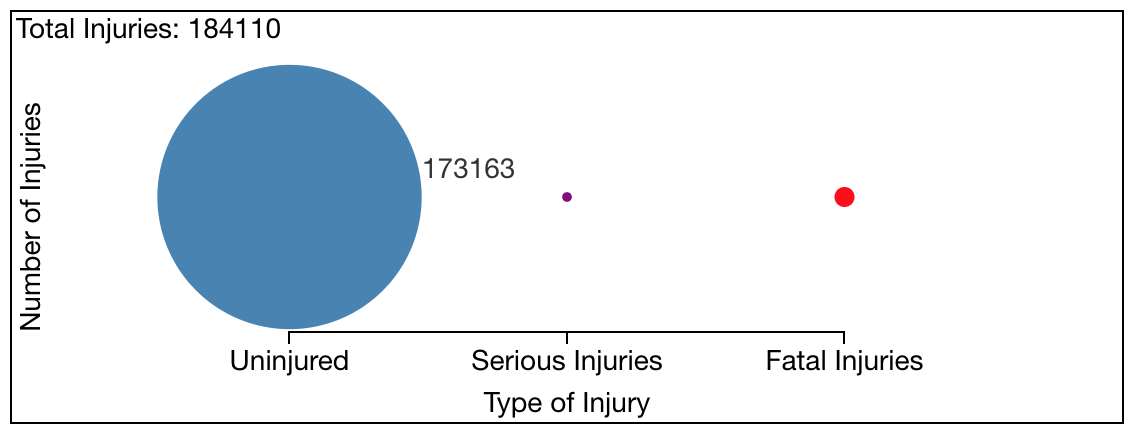 Total Injuries: 184110
Number of Injuries
173163
Uninjured
Serious Injuries
Fatal Injuries
Type of Injury